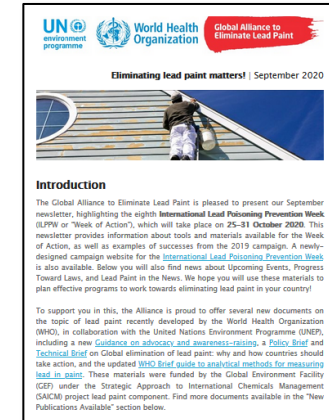 UN
environment
programme
World Health
Organization
Global Alliance to
Eliminate Lead Paint
Eliminating lead paint matters! | September 2020
Introduction
The Global Alliance to Eliminate Lead Paint is pleased to present our September
newsletter, highlighting the eighth International Lead Poisoning Prevention Week
(ILPPW or "Week of Action"), which will take place on 25–31 October 2020. This
newsletter provides information about tools and materials available for the Week
of Action, as well as examples of successes from the 2019 campaign. A newly-
designed campaign website for the International Lead Poisoning Prevention Week
is also available. Below you will also find news about Upcoming Events, Progress
Toward Laws, and Lead Paint in the News. We hope you will use these materials to
plan effective programs to work towards eliminating lead paint in your country!
To support you in this, the Alliance is proud to offer several new documents on
the topic of lead paint recently developed by the World Health Organization
(WHO), in collaboration with the United Nations Environment Programme (UNEP),
including a new Guidance on advocacy and awareness-raising, a Policy Brief and
Technical Brief on Global elimination of lead paint: why and how countries should
take action, and the updated WHO Brief guide to analytical methods for measuring
lead in paint. These materials were funded by the Global Environment Facility
(GEF) under the Strategic Approach to International Chemicals Management
(SAICM) project lead paint component. Find more documents available in the "New
Publications Available" section below.